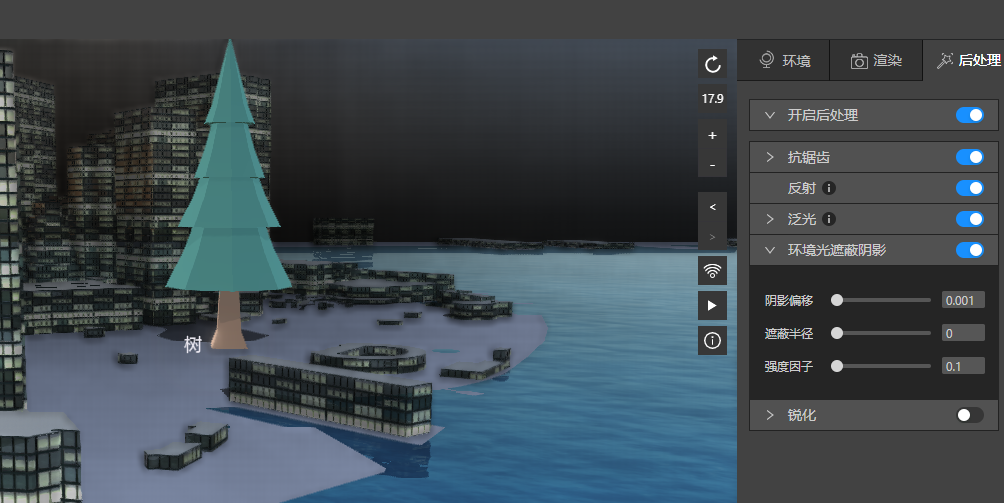 环境
渲染
后处理
17.9
+
-
<
>
开启后处理
抗锯齿
反射
泛光
环境光遮蔽阴影
阴影偏移 0.001
遮蔽半径 0
强度因子 0.1
锐化
树